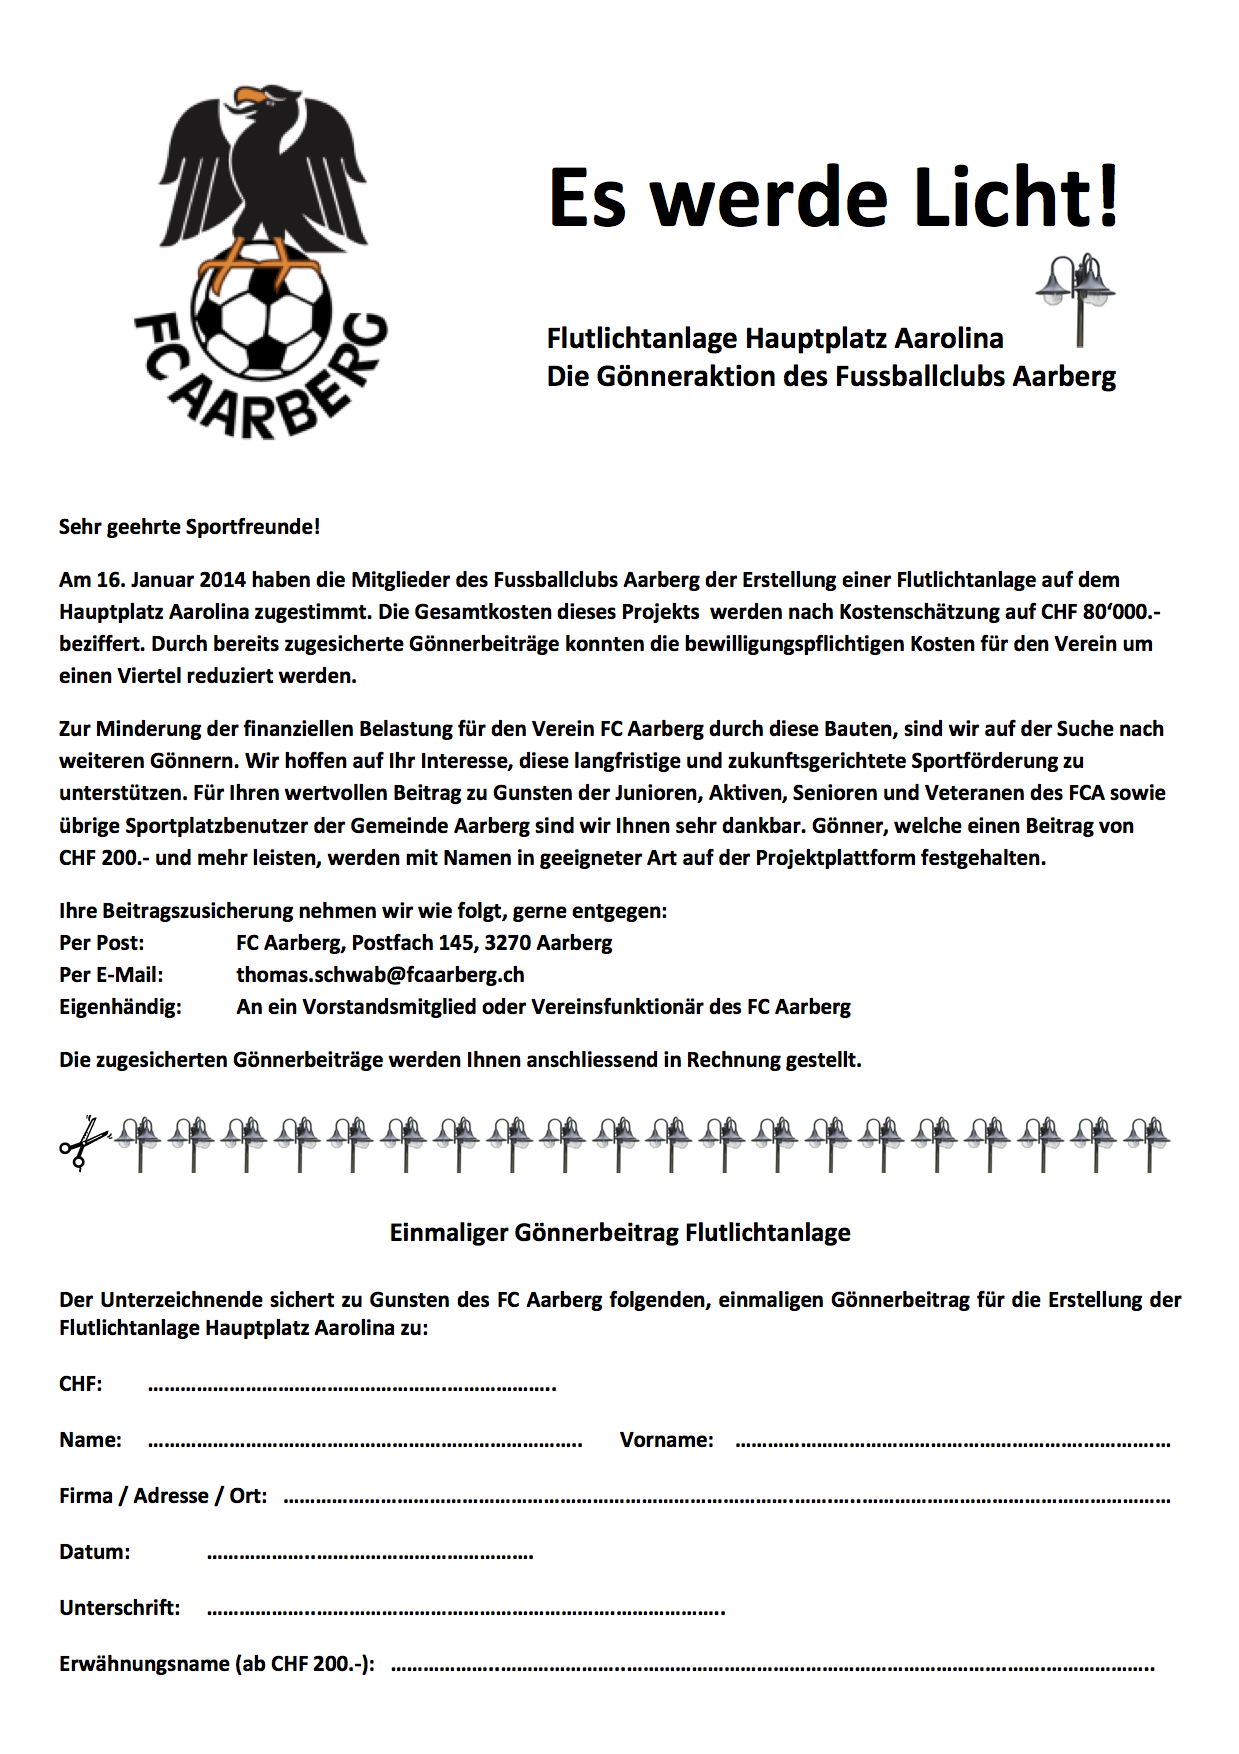 FC AARBERG
Es werde Licht!
Flutlichtanlage Hauptplatz Aarolina
Die Gönneraktion des Fussballclubs Aarberg
Sehr geehrte Sportfreunde!
Am 16. Januar 2014 haben die Mitglieder des Fussballclubs Aarberg der Erstellung einer Flutlichtanlage auf dem
Hauptplatz Aarolina zugestimmt. Die Gesamtkosten dieses Projekts  werden nach Kostenschätzung auf CHF 80‘000.-
beziffert. Durch bereits zugesicherte Gönnerbeiträge konnten die bewilligungspflichtigen Kosten für den Verein um
einen Viertel reduziert werden.
Zur Minderung der finanziellen Belastung für den Verein FC Aarberg durch diese Bauten, sind wir auf der Suche nach
weiteren Gönnern. Wir hoffen auf Ihr Interesse, diese langfristige und zukunftsgerichtete Sportförderung zu
unterstützen. Für Ihren wertvollen Beitrag zu Gunsten der Junioren, Aktiven, Senioren und Veteranen des FCA sowie
übrige Sportplatzbenutzer der Gemeinde Aarberg sind wir Ihnen sehr dankbar. Gönner, welche einen Beitrag von
CHF 200.- und mehr leisten, werden mit Namen in geeigneter Art auf der Projektplattform festgehalten.
Ihre Beitragszusicherung nehmen wir wie folgt, gerne entgegen:
Per Post: FC Aarberg, Postfach 145, 3270 Aarberg
Per E-Mail: thomas.schwab@fcaarberg.ch
Eigenhändig: An ein Vorstandsmitglied oder Vereinsfunktionär des FC Aarberg
Die zugesicherten Gönnerbeiträge werden Ihnen anschliessend in Rechnung gestellt.
Einmaliger Gönnerbeitrag Flutlichtanlage
Der Unterzeichnende sichert zu Gunsten des FC Aarberg folgenden, einmaligen Gönnerbeitrag für die Erstellung der
Flutlichtanlage Hauptplatz Aarolina zu:
CHF: ……………………………………………………………..
Name: …………………………………………………………………….. Vorname: ……………………………………………………………………
Firma / Adresse / Ort: ……………………………………………………………………………………………………………………………………
Datum: ………………..………………………………….
Unterschrift: ………………..…………………………………………………………..
Erwähnungsname (ab CHF 200.-): ………………..…………………..……………………………………………………………………………..